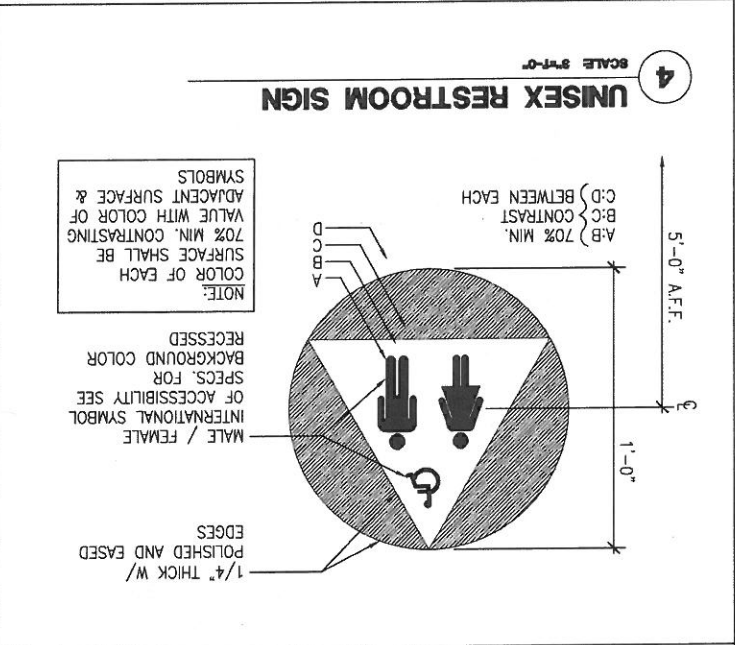 1/4" THICK W/
POLISHED AND EASED
EDGES
MALE / FEMALE
INTERNATIONAL SYMBOL
OF ACCESSIBILITY SEE
SPECS. FOR
BACKGROUND COLOR
RECESSED
1'-0"
℄
5'-0" A.F.F.
NOTE:
COLOR OF EACH
SURFACE SHALL BE
70% MIN. CONTRASTING
VALUE WITH COLOR OF
ADJACENT SURFACE &
SYMBOLS
A
B
C
D
A:B 70% MIN.
B:C CONTRAST
C:D BETWEEN EACH
UNISEX RESTROOM SIGN
4
SCALE 3"=1'-0"